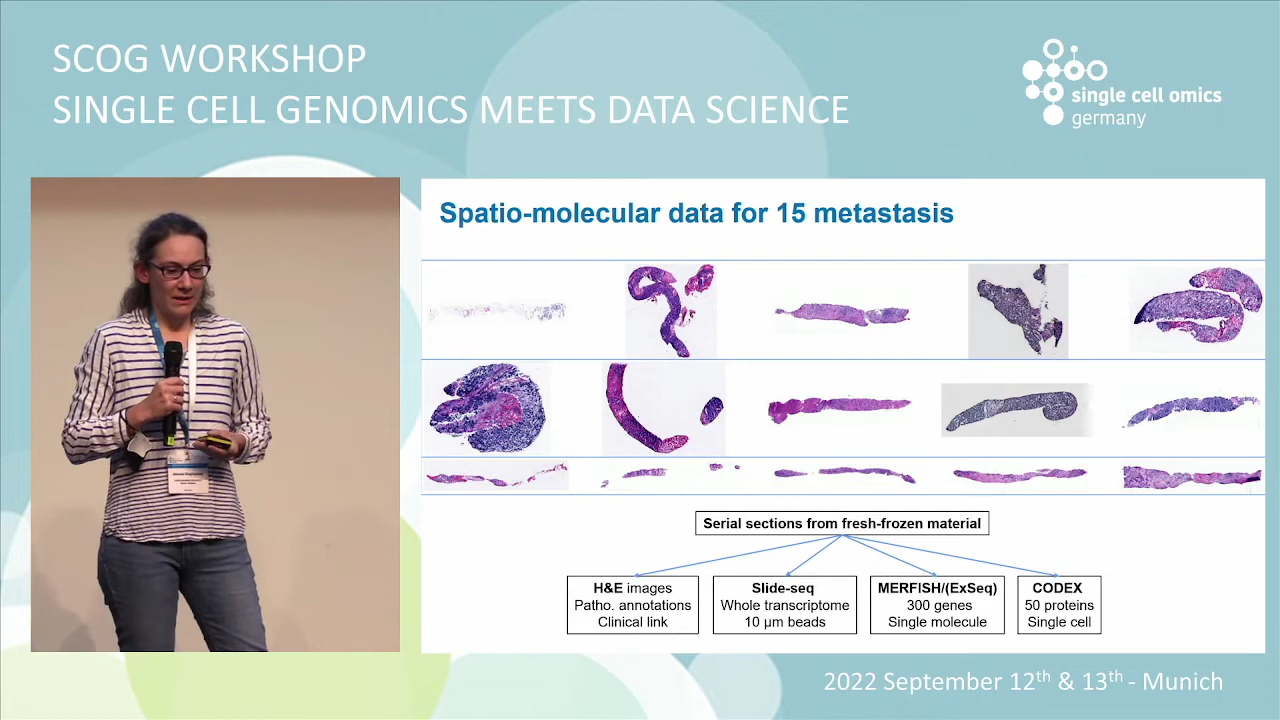 SCOG WORKSHOP
SINGLE CELL GENOMICS MEETS DATA SCIENCE
single cell omics
germany
Spatio-molecular data for 15 metastasis
Serial sections from fresh-frozen material
H&E images
Patho. annotations
Clinical link
Slide-seq
Whole transcriptome
10 µm beads
MERFISH/(ExSeq)
300 genes
Single molecule
CODEX
50 proteins
Single cell
2022 September 12th & 13th - Munich